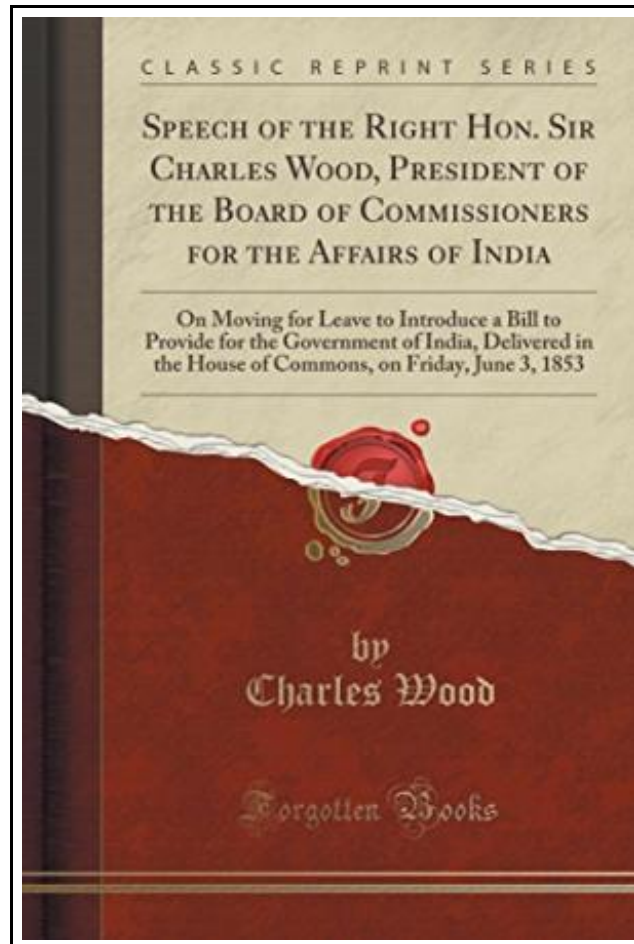 CLASSIC REPRINT SERIES
SPEECH OF THE RIGHT HON. SIR
CHARLES WOOD, PRESIDENT OF
THE BOARD OF COMMISSIONERS
FOR THE AFFAIRS OF INDIA
On Moving for Leave to Introduce a Bill to
Provide for the Government of India, Delivered in
the House of Commons, on Friday, June 3, 1853
by
Charles Wood
Forgotten Books